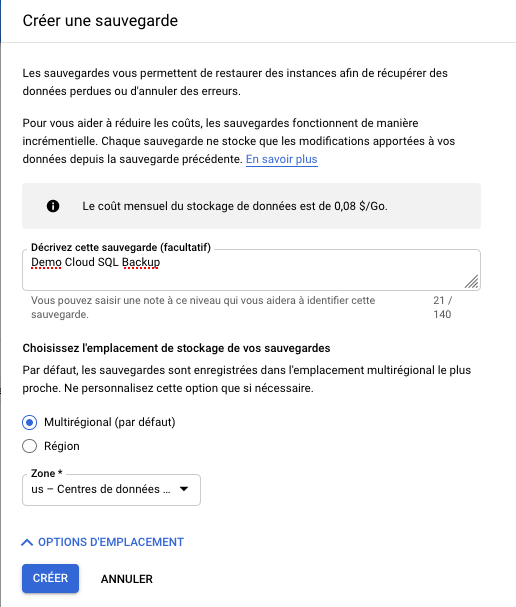 Créer une sauvegarde
Les sauvegardes vous permettent de restaurer des instances afin de récupérer des
données perdues ou d'annuler des erreurs.
Pour vous aider à réduire les coûts, les sauvegardes fonctionnent de manière
incrémentielle. Chaque sauvegarde ne stocke que les modifications apportées à vos
données depuis la sauvegarde précédente. En savoir plus
Le coût mensuel du stockage de données est de 0,08 $/Go.
Décrivez cette sauvegarde (facultatif)
Demo Cloud SQL Backup
Vous pouvez saisir une note à ce niveau qui vous aidera à identifier cette
sauvegarde.
21 /
140
Choisissez l'emplacement de stockage de vos sauvegardes
Par défaut, les sauvegardes sont enregistrées dans l'emplacement multirégional le plus
proche. Ne personnalisez cette option que si nécessaire.
Multirégional (par défaut)
Région
Zone *
us – Centres de données ...
OPTIONS D'EMPLACEMENT
CRÉER
ANNULER